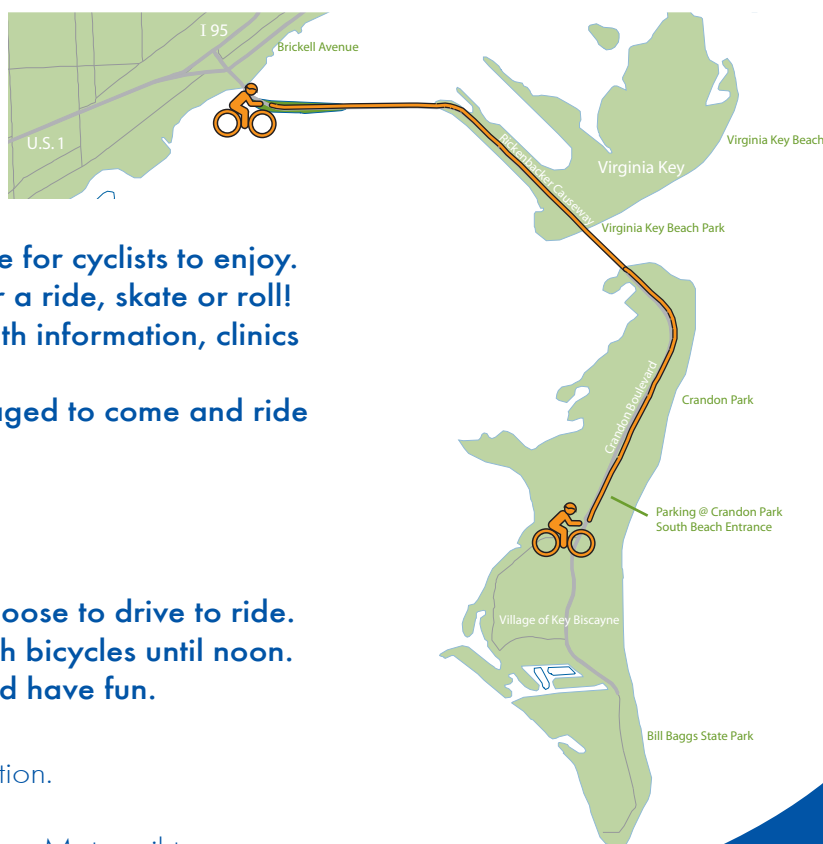 I 95
Brickell Avenue
U.S. 1
Virginia Key Beach
Rickenbacker Causeway
Virginia Key
Virginia Key Beach Park
e for cyclists to enjoy.
r a ride, skate or roll!
th information, clinics
Crandon Boulevard
Crandon Park
aged to come and ride
Parking @ Crandon Park
South Beach Entrance
oose to drive to ride.
Village of Key Biscayne
h bicycles until noon.
d have fun.
Bill Baggs State Park
tion.